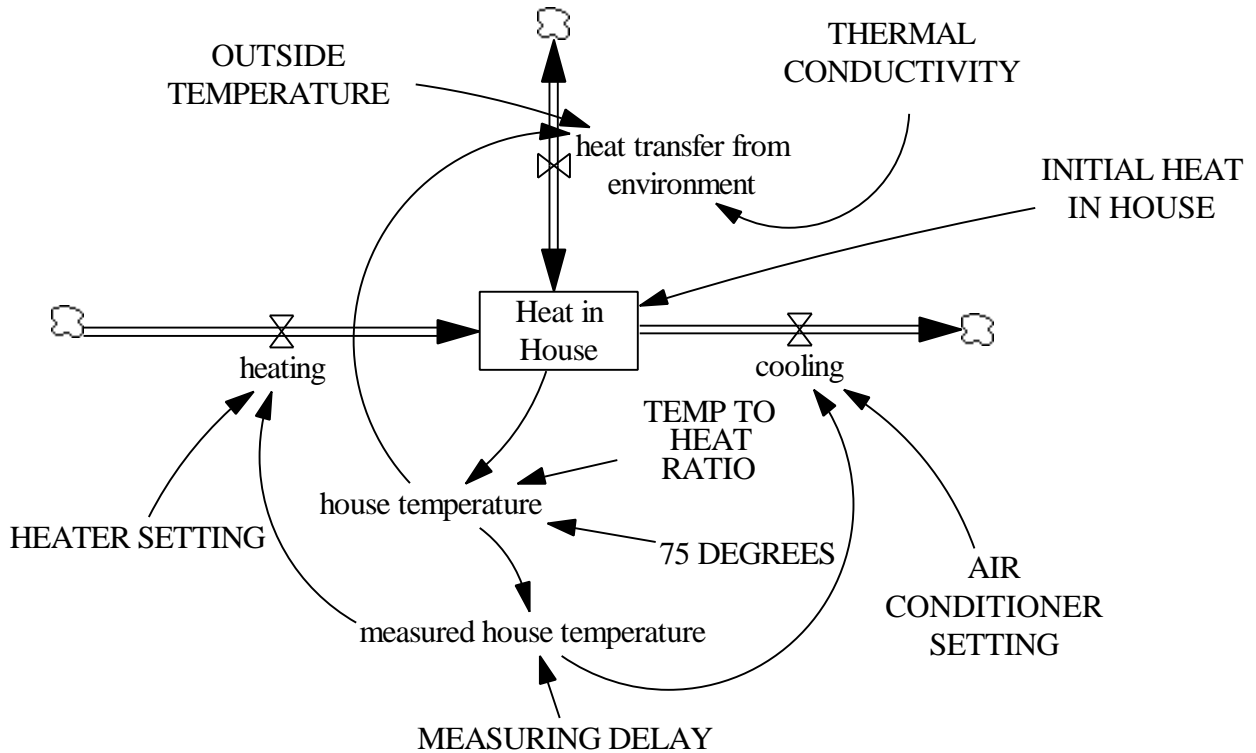 OUTSIDE
TEMPERATURE
THERMAL
CONDUCTIVITY
heat transfer from
environment
INITIAL HEAT
IN HOUSE
Heat in
House
heating
cooling
TEMP TO
HEAT
RATIO
house temperature
HEATER SETTING
75 DEGREES
AIR
CONDITIONER
SETTING
measured house temperature
MEASURING DELAY